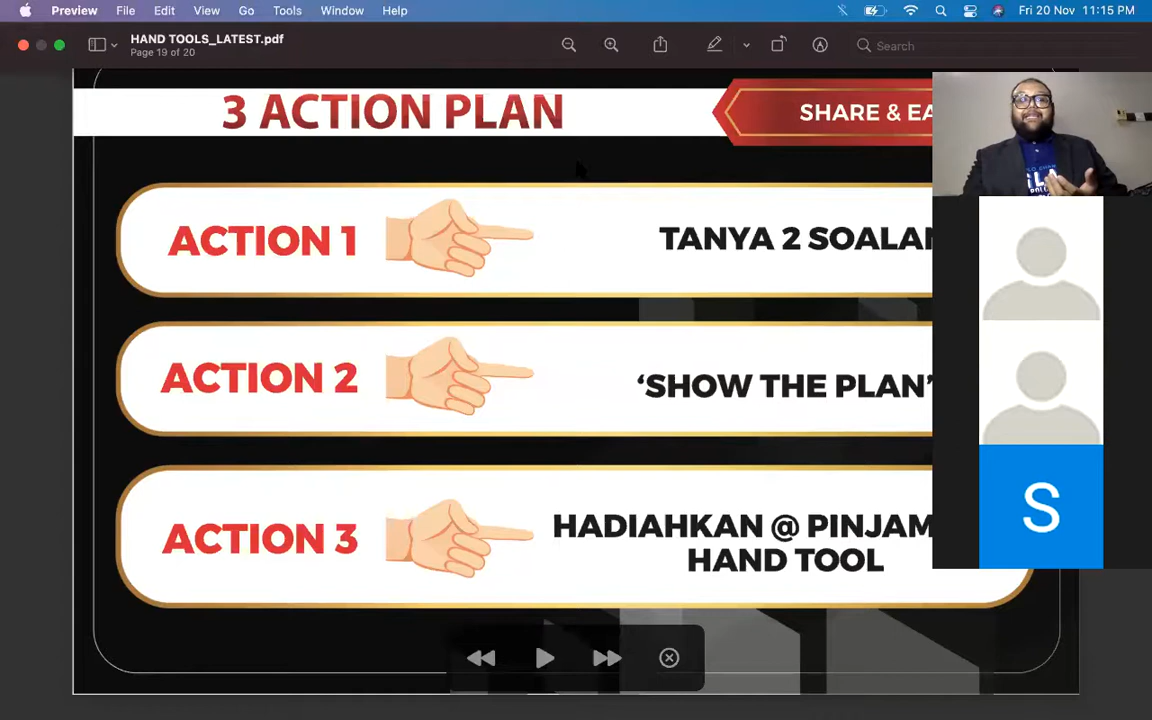 Preview File Edit View Go Tools Window Help Fri 20 Nov 11:15 PM
HAND TOOLS_LATEST.pdf
Page 19 of 20
Search
3 ACTION PLAN
SHARE & EA
ACTION 1
TANYA 2 SOALAN
ACTION 2
‘SHOW THE PLAN’
ACTION 3
HADIAHKAN @ PINJAM
HAND TOOL
S